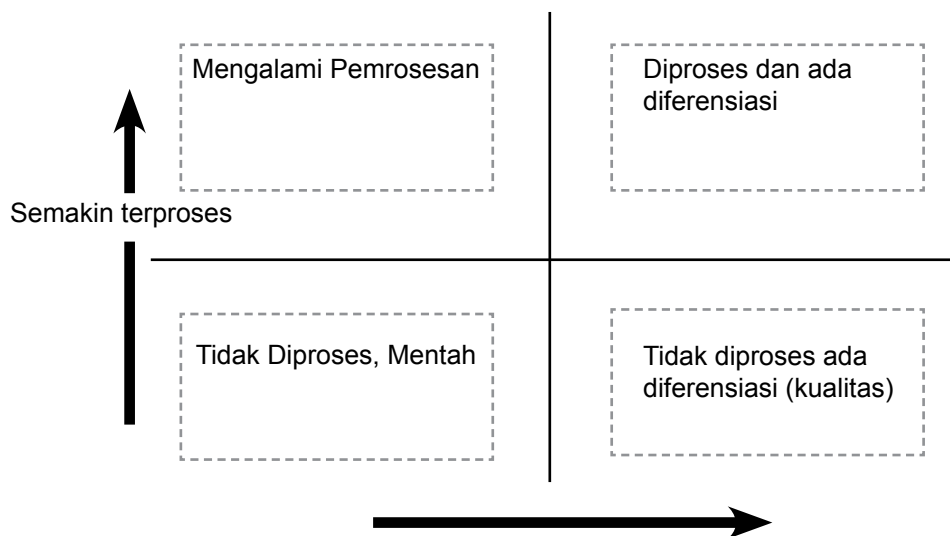 Mengalami Pemrosesan
Diproses dan ada
diferensiasi
Semakin terproses
Tidak Diproses, Mentah
Tidak diproses ada
diferensiasi (kualitas)